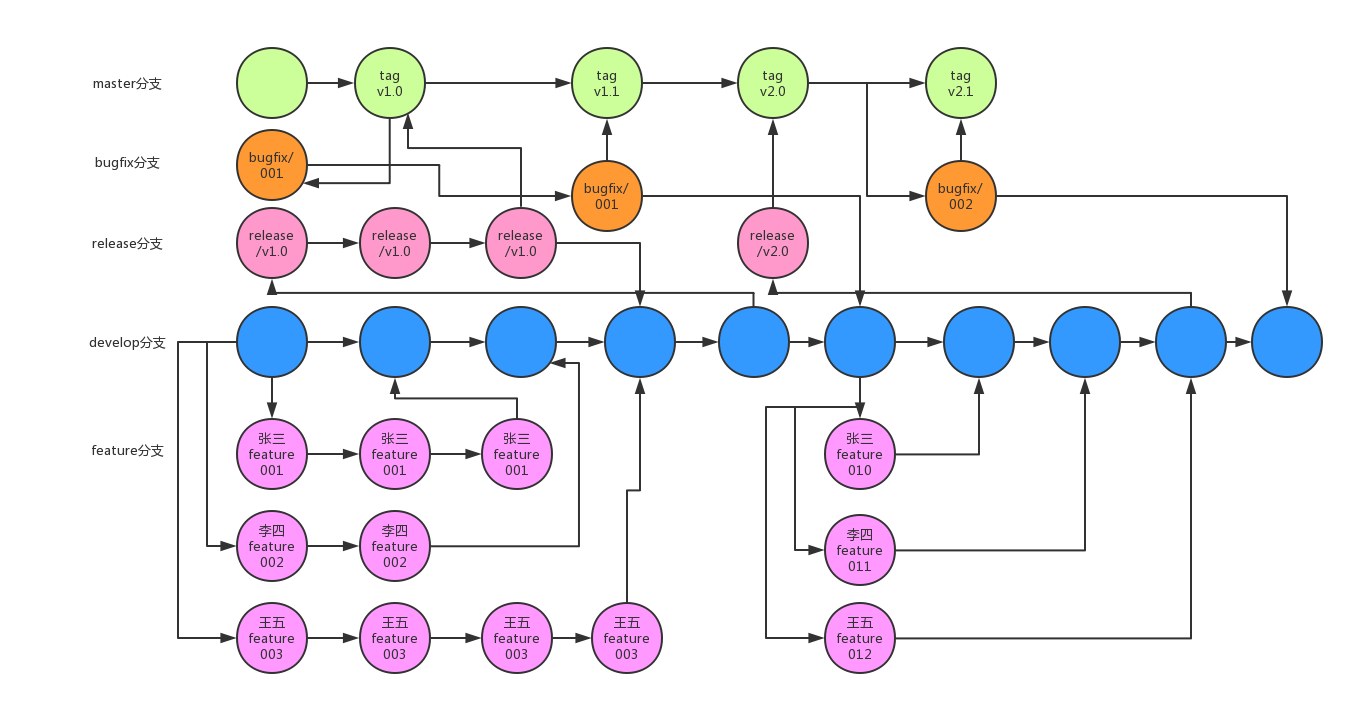 master分支
tag
v1.0
tag
v1.1
tag
v2.0
tag
v2.1
bugfix分支
bugfix/
001
bugfix/
001
bugfix/
002
release分支
release
/v1.0
release
/v1.0
release
/v1.0
release
/v2.0
develop分支
feature分支
张三
feature
001
张三
feature
001
张三
feature
001
张三
feature
010
李四
feature
002
李四
feature
002
李四
feature
011
王五
feature
003
王五
feature
003
王五
feature
003
王五
feature
003
王五
feature
012